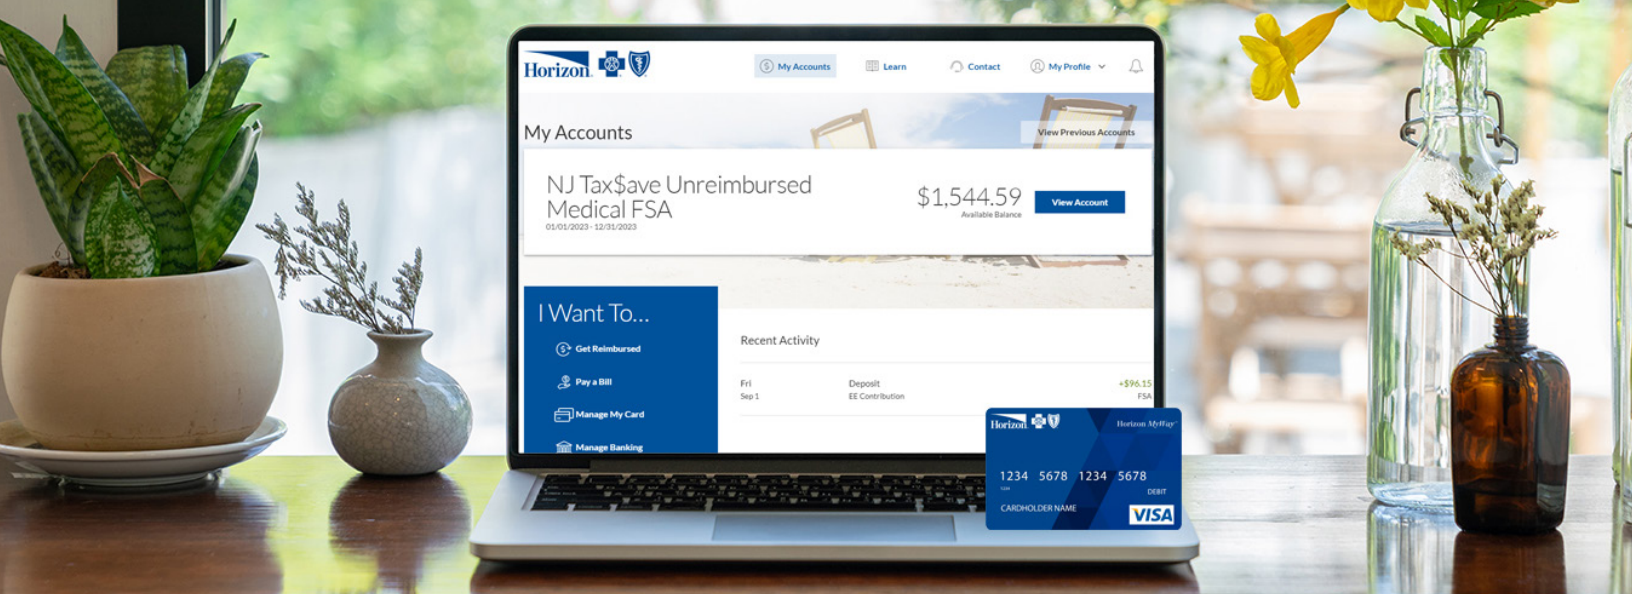 Horizon
My Accounts
Learn
Contact
My Profile
My Accounts
View Previous Accounts
NJ Tax$ave Unreimbursed
Medical FSA
01/01/2023 - 12/31/2023
$1,544.59
Available Balance
View Account
I Want To...
Get Reimbursed
Pay a Bill
Manage My Card
Manage Banking
Recent Activity
Fri
Deposit
+$96.15
Sep 1
EE Contribution
FSA
Horizon
Horizon MyWay
1234 5678 1234 5678
1234
DEBIT
CARDHOLDER NAME
VISA